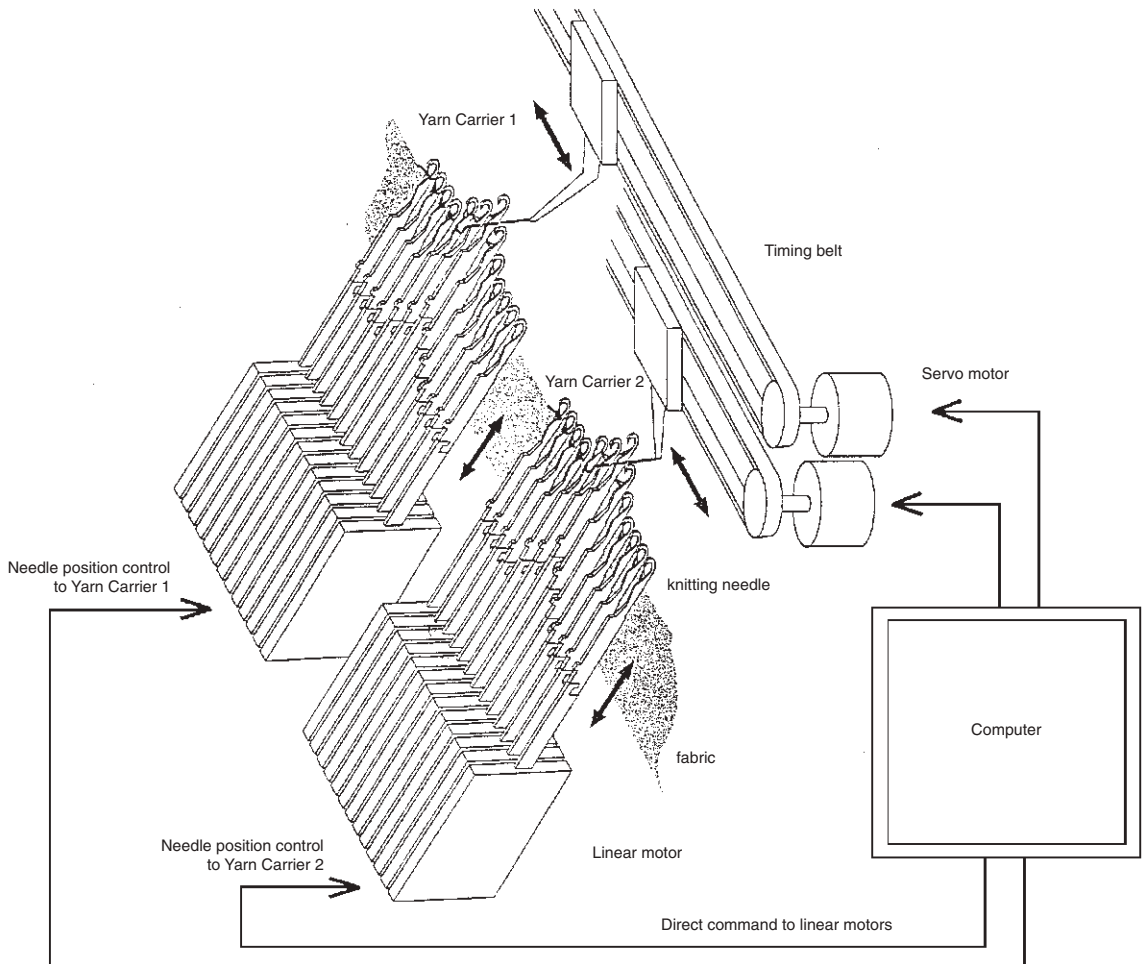 Yarn Carrier 1
Timing belt
Yarn Carrier 2
Servo motor
Needle position control
to Yarn Carrier 1
knitting needle
Computer
fabric
Needle position control
to Yarn Carrier 2
Linear motor
Direct command to linear motors